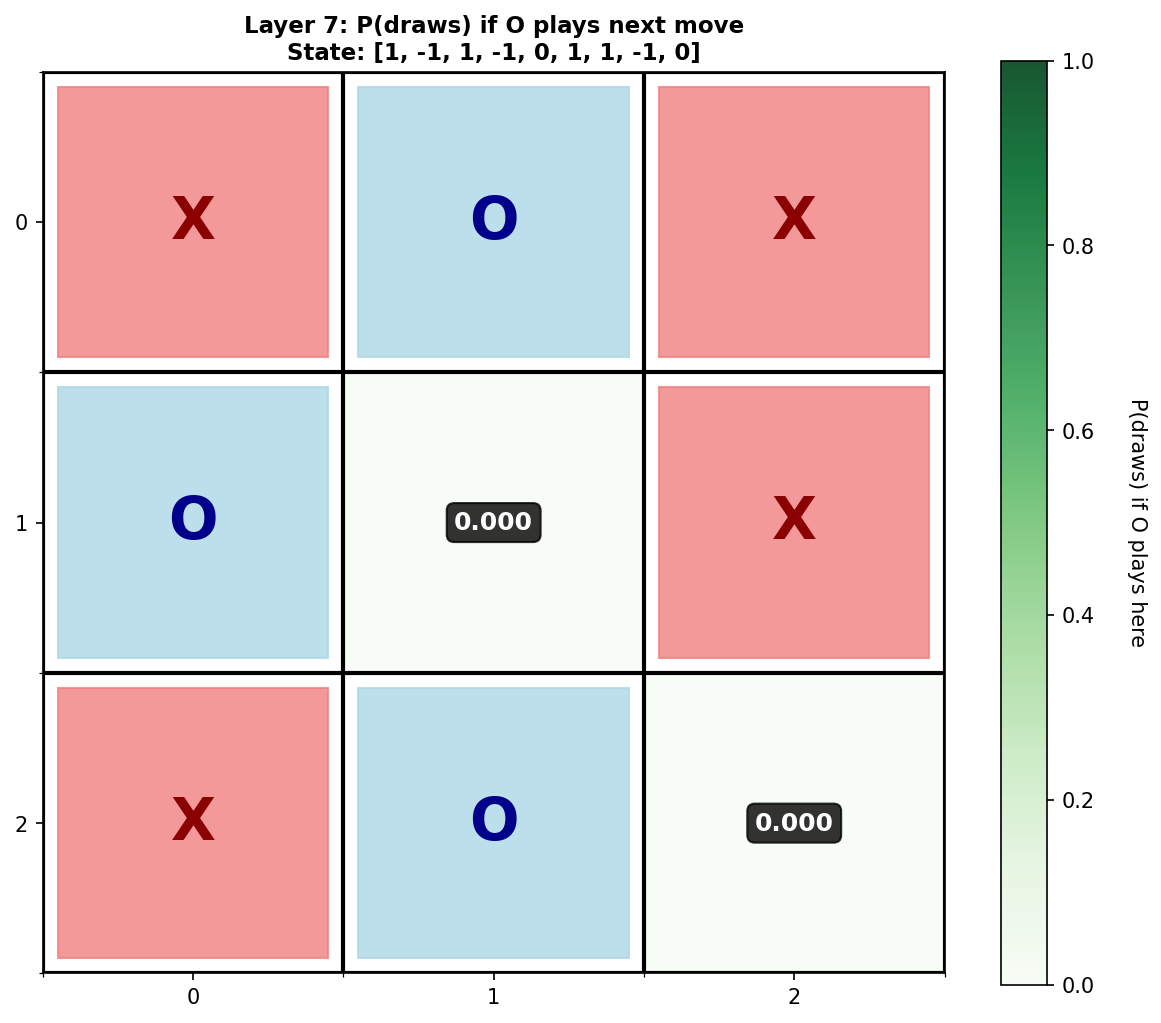 Layer 7: P(draws) if O plays next move
State: [1, -1, 1, -1, 0, 1, 1, -1, 0]
X O X
O 0.000 X
X O 0.000
0
1
2
0 1 2
1.0
0.8
0.6
0.4
0.2
0.0
P(draws) if O plays here